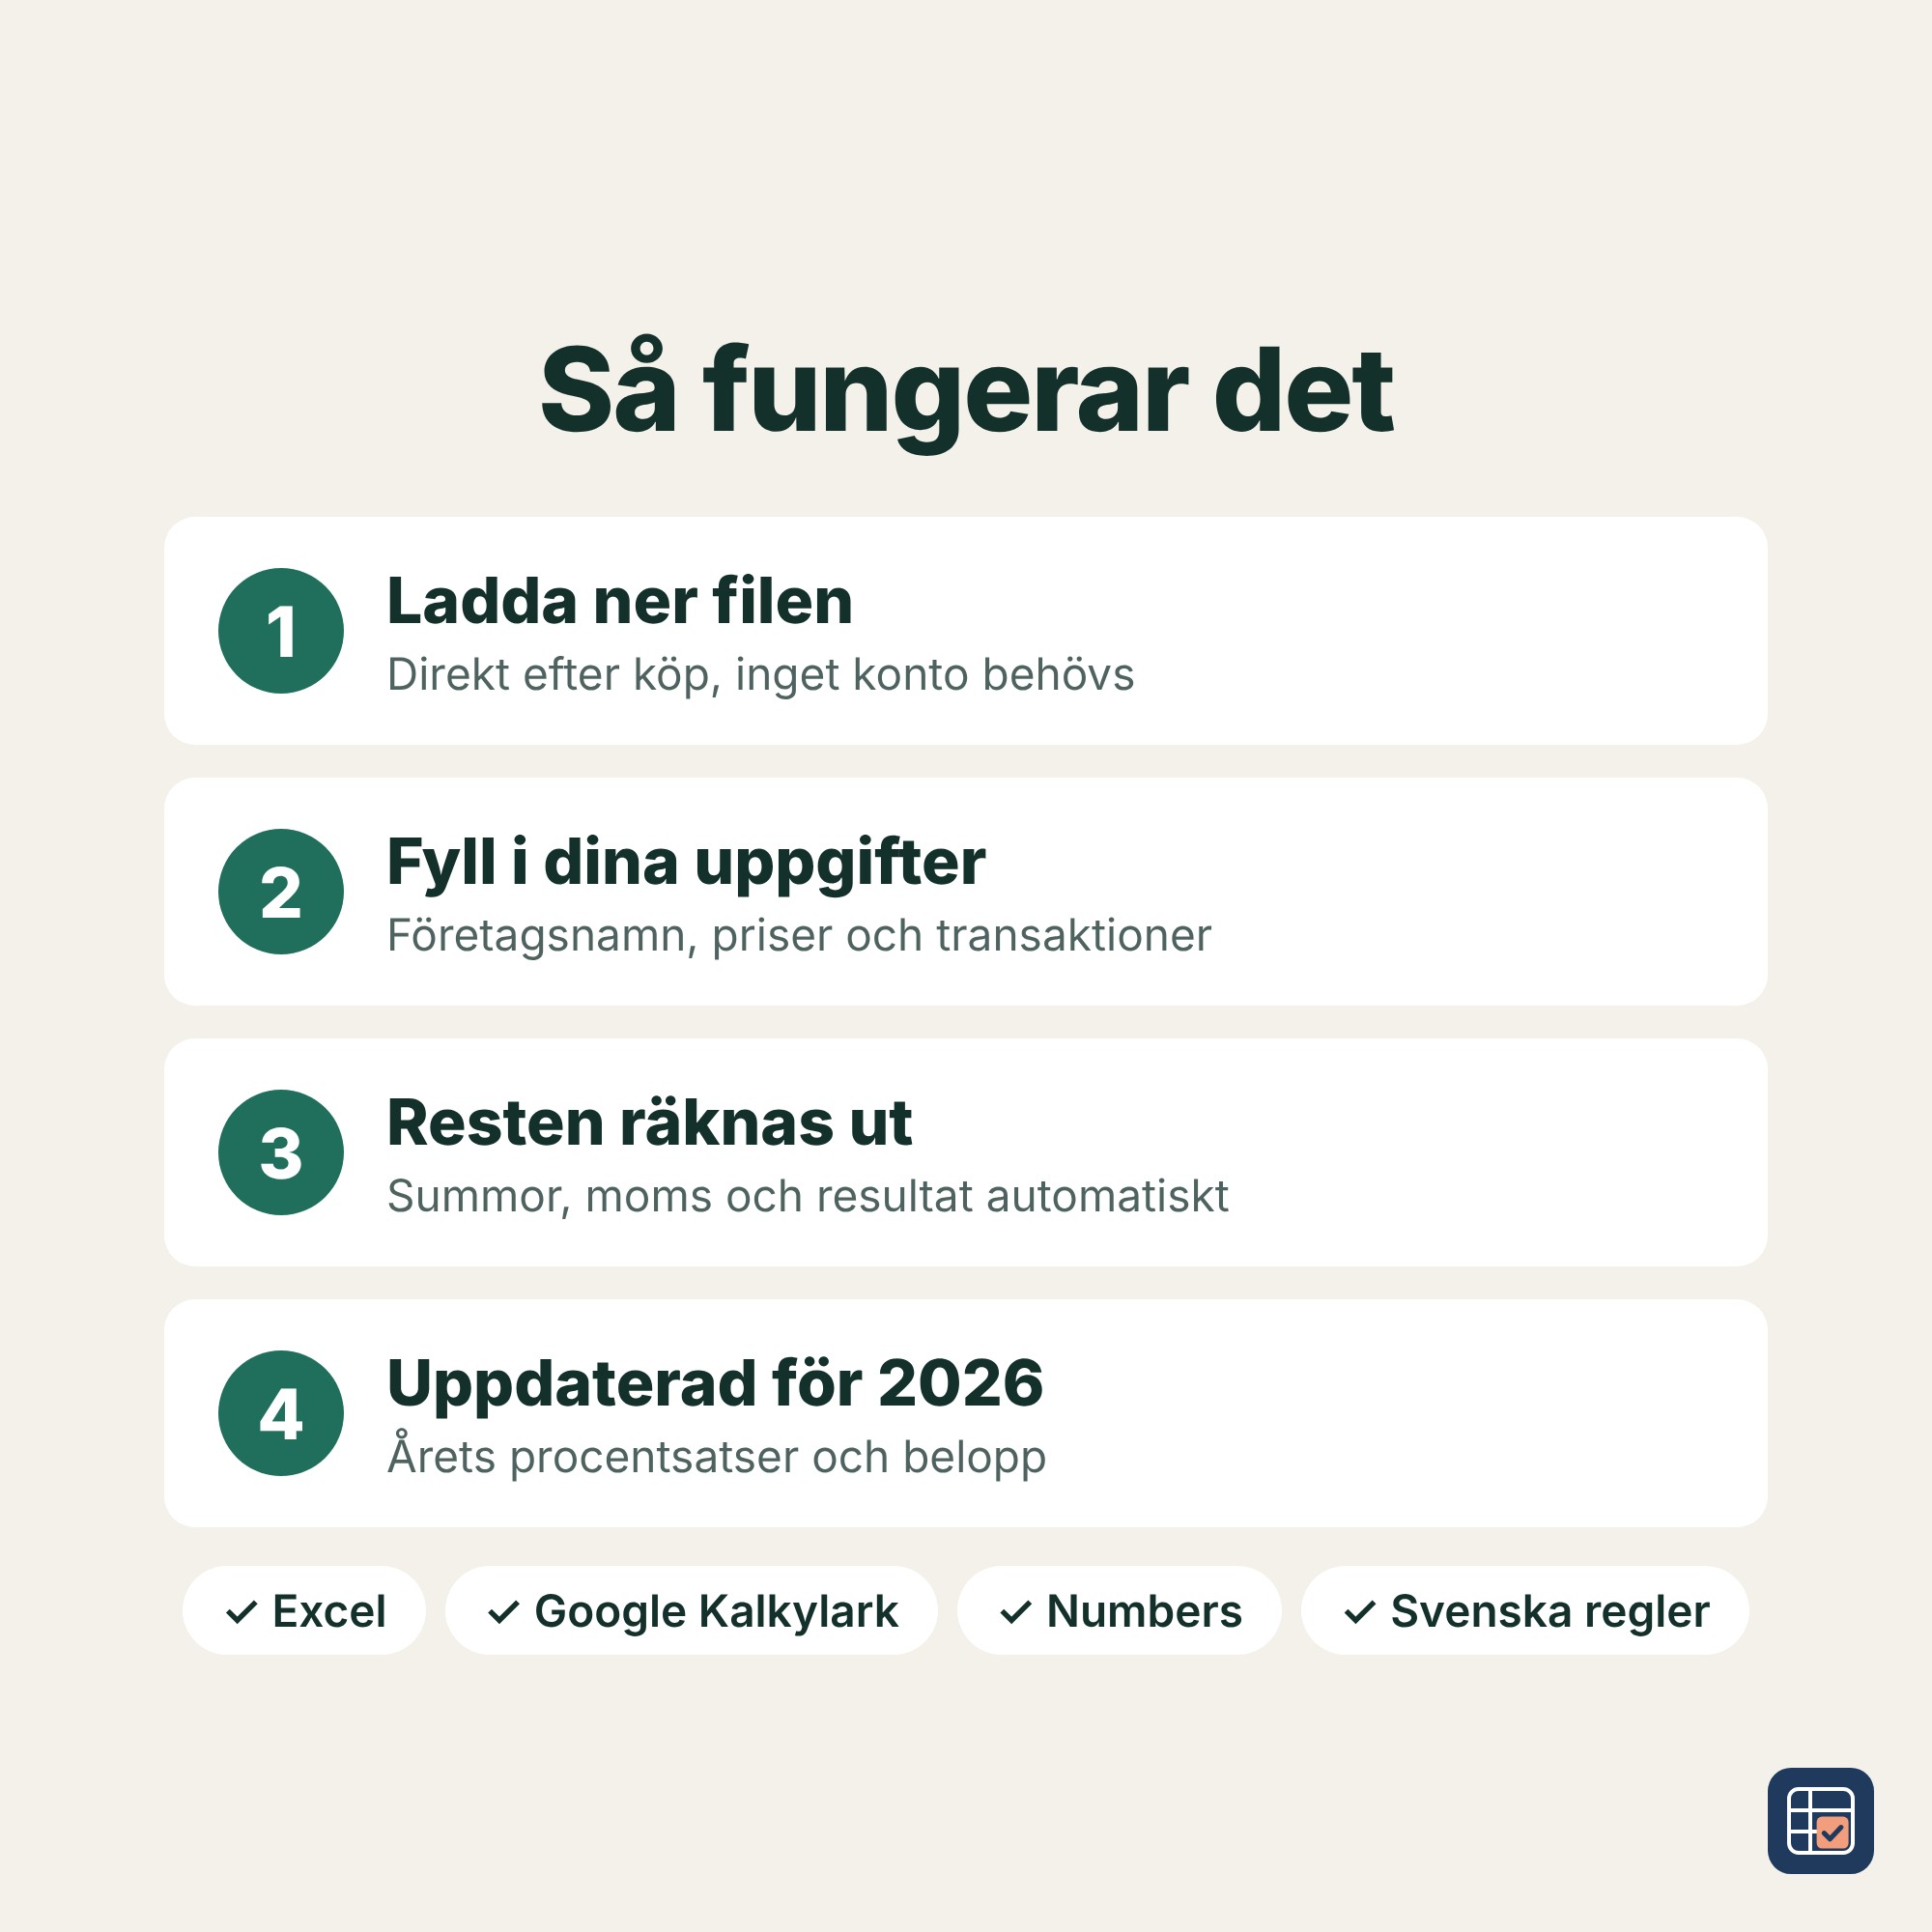 Så fungerar det
1
Ladda ner filen
Direkt efter köp, inget konto behövs
2
Fyll i dina uppgifter
Företagsnamn, priser och transaktioner
3
Resten räknas ut
Summor, moms och resultat automatiskt
4
Uppdaterad för 2026
Årets procentsatser och belopp
✓ Excel ✓ Google Kalkylark ✓ Numbers ✓ Svenska regler